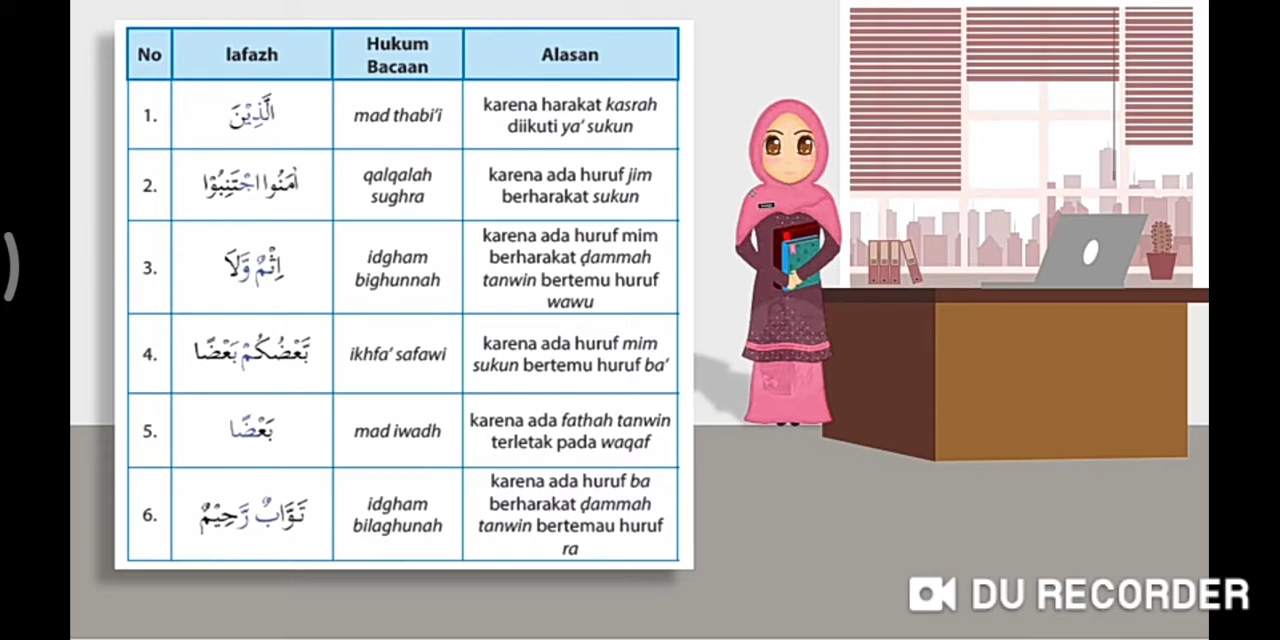 No lafazh Hukum Bacaan Alasan
1. الَّذِيْنَ mad thabi'i karena harakat kasrah
diikuti ya' sukun
2. اٰمَنُوا اجْتَنِبُوْا qalqalah
sughra karena ada huruf jim
berharakat sukun
3. اِثْمٌ وَّلَا idgham
bighunnah karena ada huruf mim
berharakat ḍammah
tanwin bertemu huruf
wawu
4. بَّعْضُكُمْ بَعْضًا ikhfa' safawi karena ada huruf mim
sukun bertemu huruf ba'
5. بَعْضًا mad iwadh karena ada fathah tanwin
terletak pada waqaf
6. تَوَّابٌ رَّحِيْمٌ idgham
bilaghunah karena ada huruf ba
berharakat ḍammah
tanwin bertemau huruf
ra
DU RECORDER